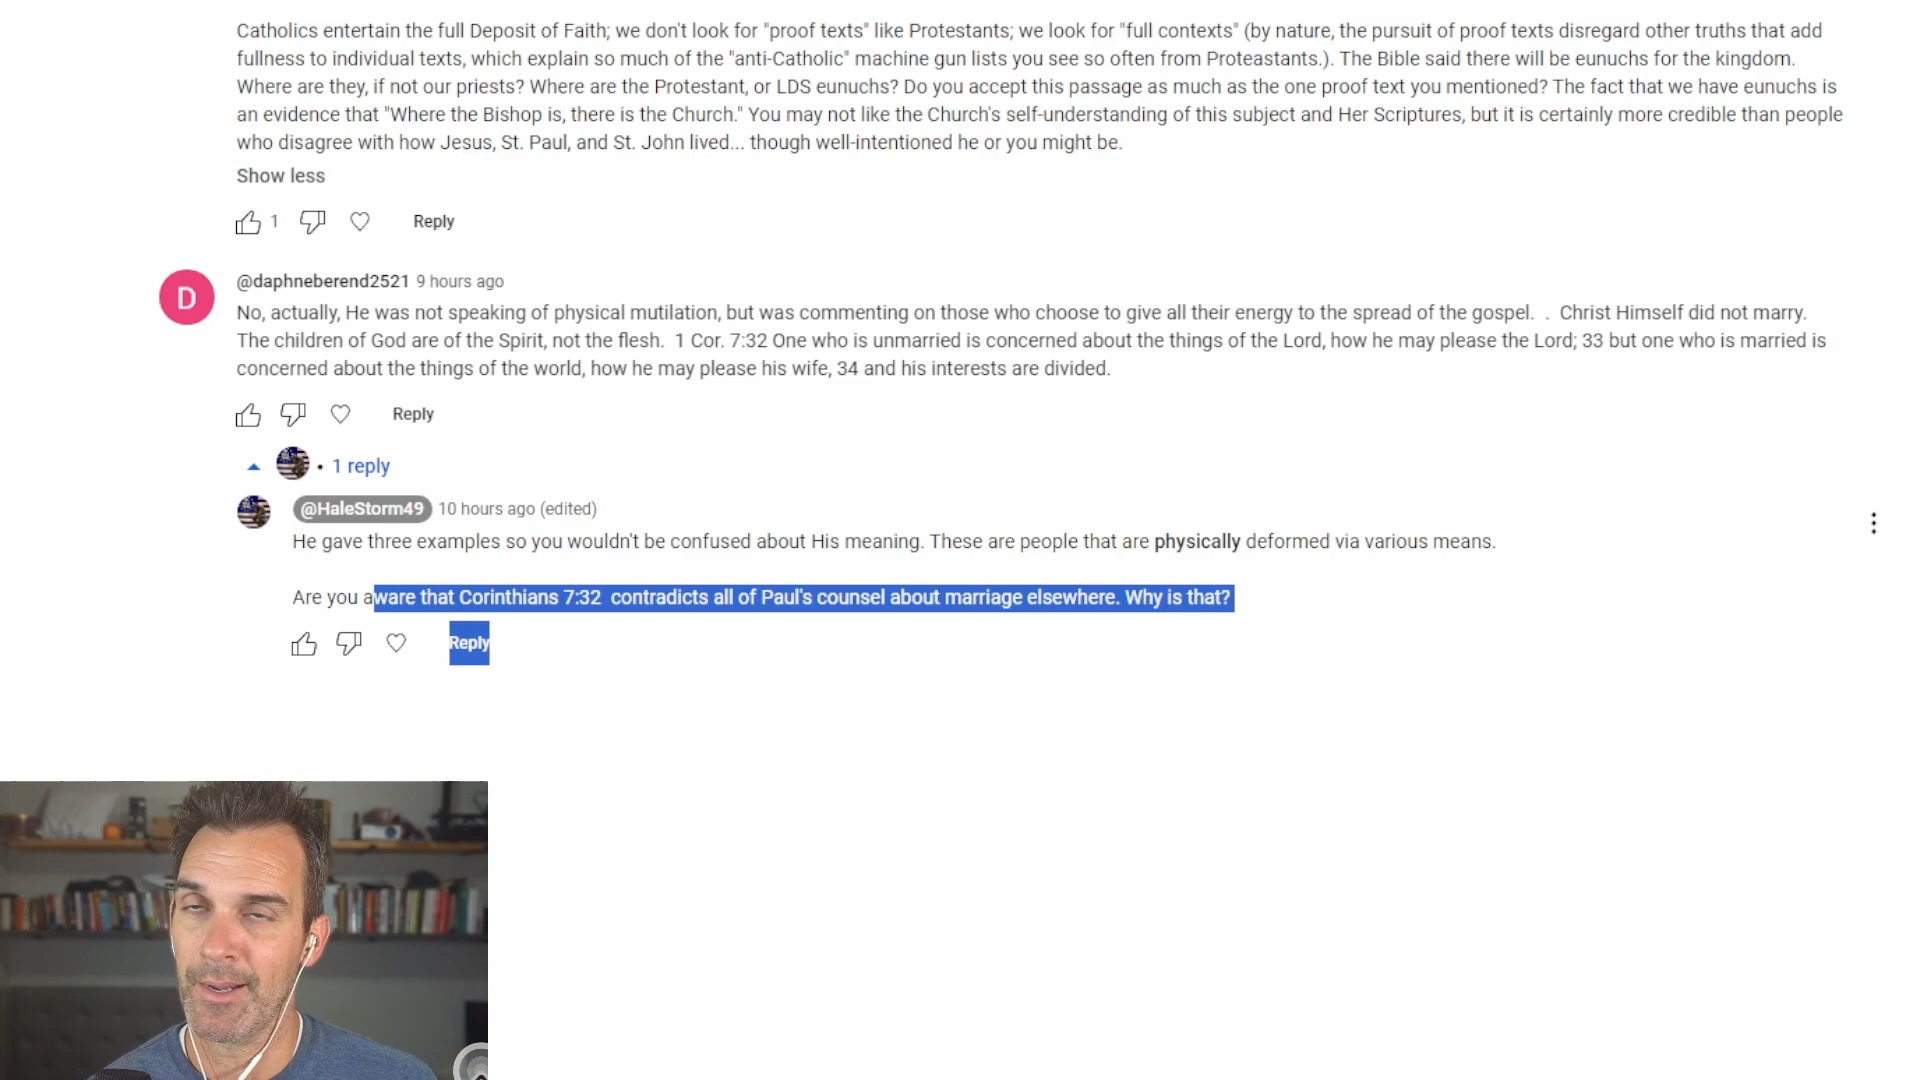 Catholics entertain the full Deposit of Faith; we don't look for "proof texts" like Protestants; we look for "full contexts" (by nature, the pursuit of proof texts disregard other truths that add
fullness to individual texts, which explain so much of the "anti-Catholic" machine gun lists you see so often from Proteastants.). The Bible said there will be eunuchs for the kingdom.
Where are they, if not our priests? Where are the Protestant, or LDS eunuchs? Do you accept this passage as much as the one proof text you mentioned? The fact that we have eunuchs is
an evidence that "Where the Bishop is, there is the Church." You may not like the Church's self-understanding of this subject and Her Scriptures, but it is certainly more credible than people
who disagree with how Jesus, St. Paul, and St. John lived... though well-intentioned he or you might be.
Show less
1 Reply
D
@daphneberend2521 9 hours ago
No, actually, He was not speaking of physical mutilation, but was commenting on those who choose to give all their energy to the spread of the gospel. . Christ Himself did not marry.
The children of God are of the Spirit, not the flesh. 1 Cor. 7:32 One who is unmarried is concerned about the things of the Lord, how he may please the Lord; 33 but one who is married is
concerned about the things of the world, how he may please his wife, 34 and his interests are divided.
Reply
• 1 reply
@HaleStorm49 10 hours ago (edited)
He gave three examples so you wouldn't be confused about His meaning. These are people that are physically deformed via various means.
Are you aware that Corinthians 7:32 contradicts all of Paul's counsel about marriage elsewhere. Why is that?
Reply